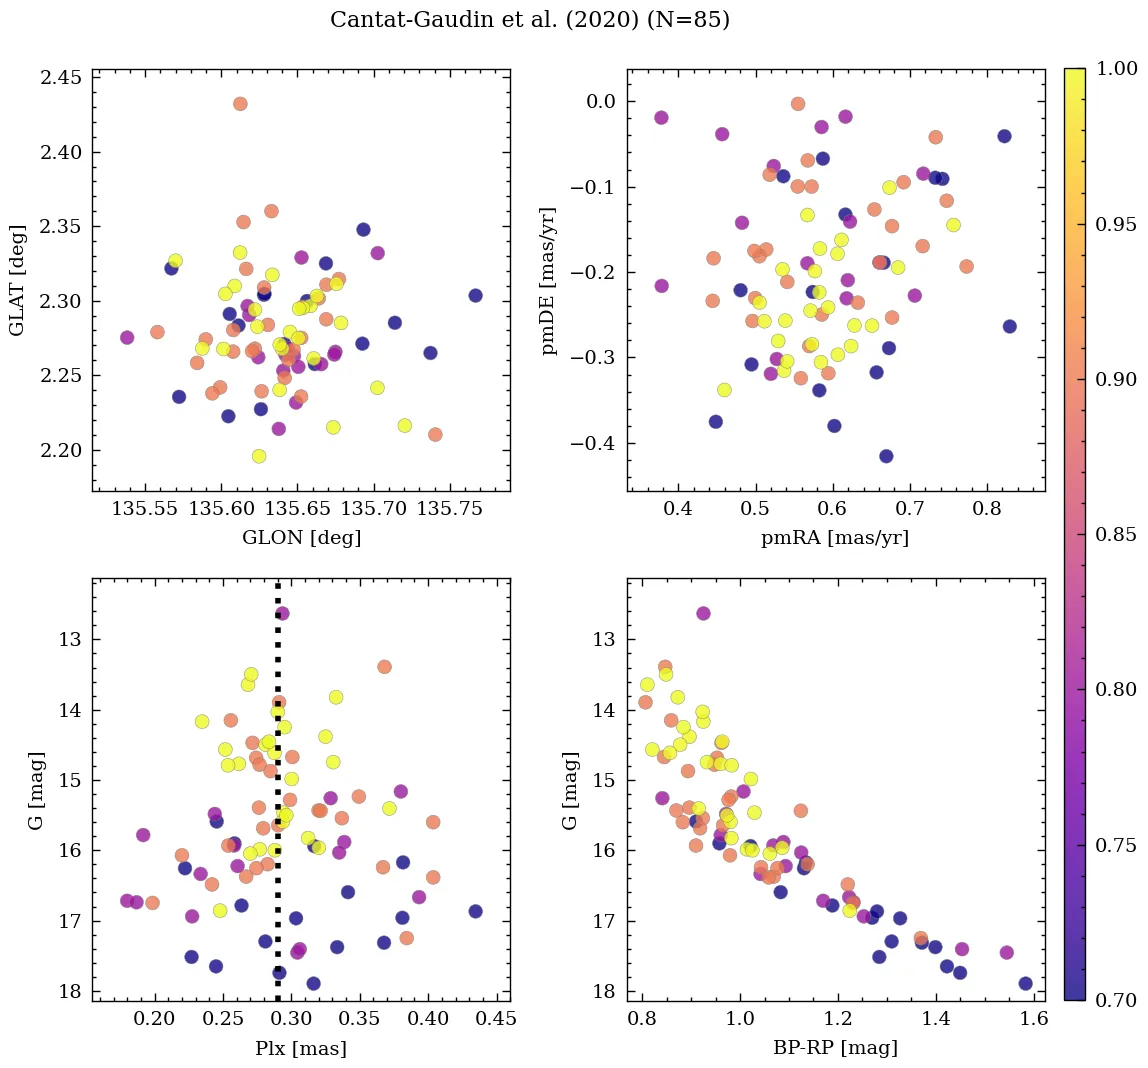 Cantat-Gaudin et al. (2020) (N=85)
2.45
2.40
2.35
2.30
2.25
2.20
GLAT [deg]
135.55 135.60 135.65 135.70 135.75
GLON [deg]
0.0
−0.1
−0.2
−0.3
−0.4
pmDE [mas/yr]
0.4 0.5 0.6 0.7 0.8
pmRA [mas/yr]
13
14
15
16
17
18
G [mag]
0.20 0.25 0.30 0.35 0.40 0.45
Plx [mas]
13
14
15
16
17
18
G [mag]
0.8 1.0 1.2 1.4 1.6
BP-RP [mag]
1.00
0.95
0.90
0.85
0.80
0.75
0.70